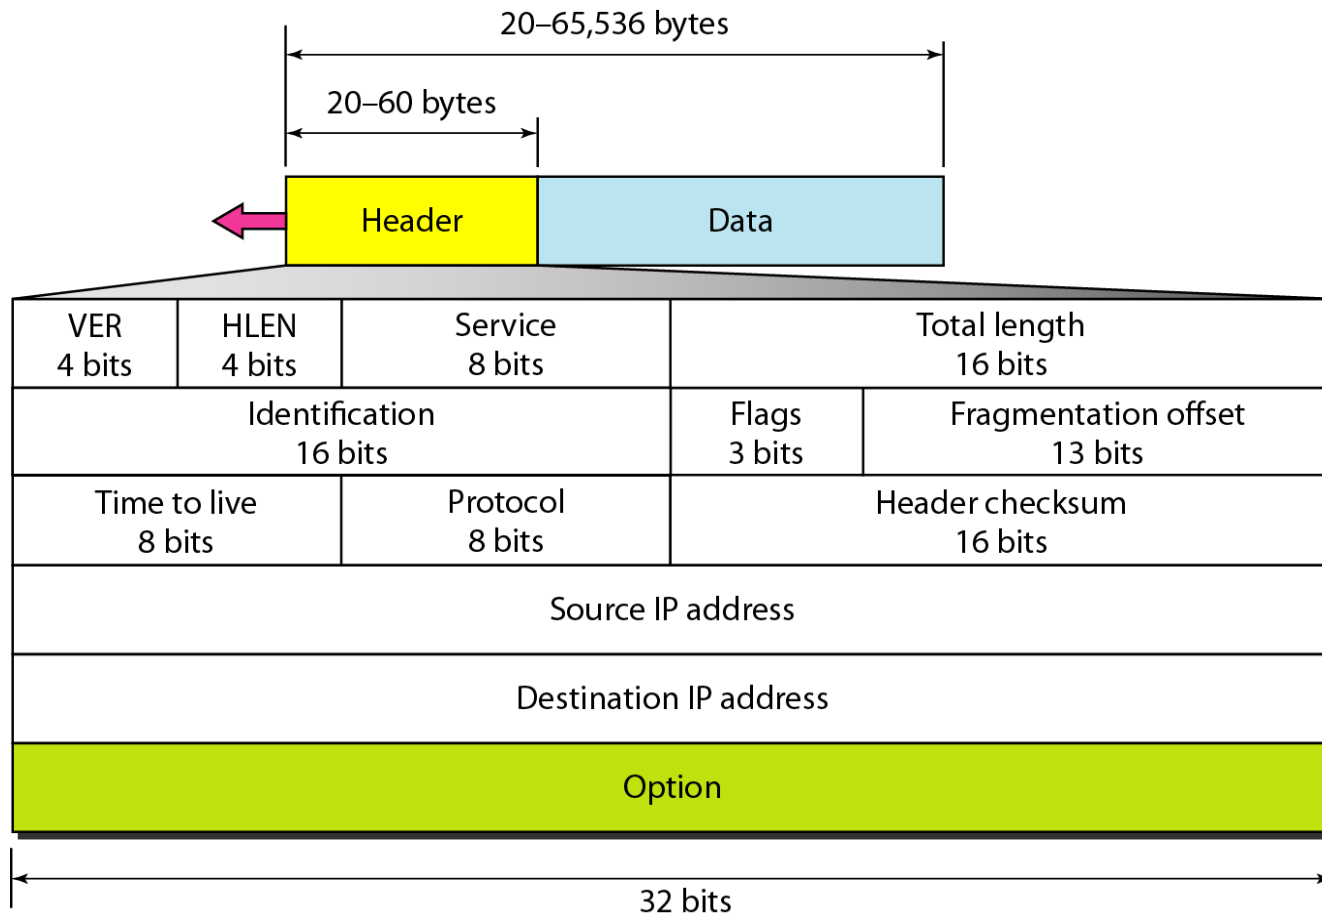 20–65,536 bytes
20–60 bytes
Header
Data
VER
4 bits
HLEN
4 bits
Service
8 bits
Total length
16 bits
Identification
16 bits
Flags
3 bits
Fragmentation offset
13 bits
Time to live
8 bits
Protocol
8 bits
Header checksum
16 bits
Source IP address
Destination IP address
Option
32 bits